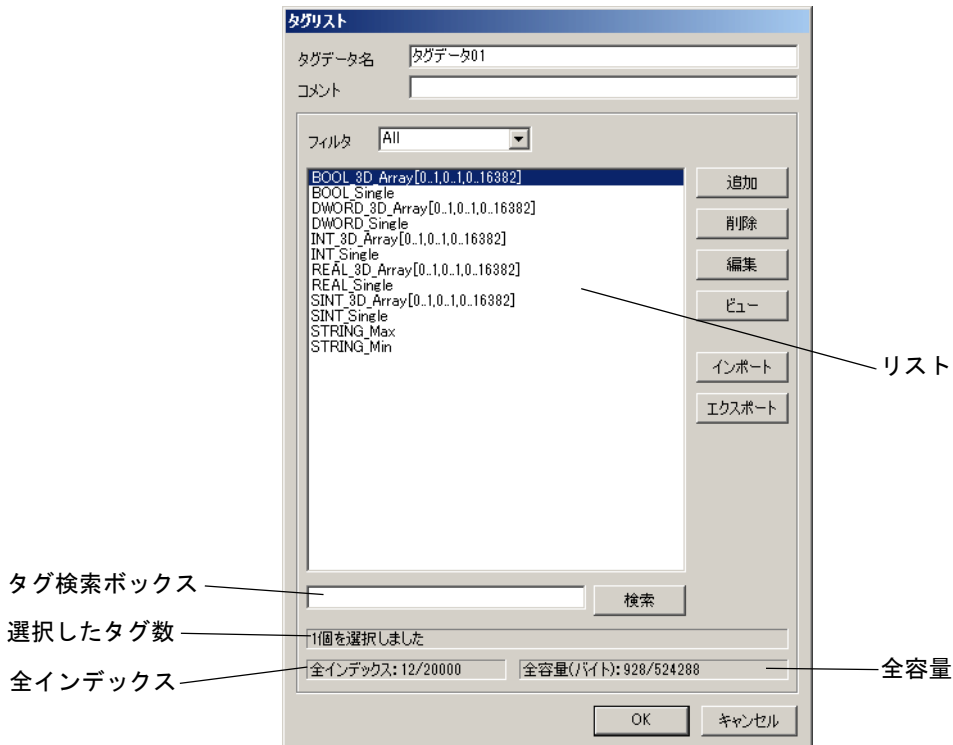 タグリスト
タグデータ名 タグデータ01
コメント
フィルタ All
BOOL_3D_Array[0..1,0..1,0..16382]
BOOL_Single
DWORD_3D_Array[0..1,0..1,0..16382]
DWORD_Single
INT_3D_Array[0..1,0..1,0..16382]
INT_Single
REAL_3D_Array[0..1,0..1,0..16382]
REAL_Single
SINT_3D_Array[0..1,0..1,0..16382]
SINT_Single
STRING_Max
STRING_Min
追加
削除
編集
ビュー
インポート
エクスポート
リスト
タグ検索ボックス
検索
選択したタグ数
1個を選択しました
全インデックス
全インデックス: 12/20000
全容量(バイト): 928/524288
全容量
OK
キャンセル